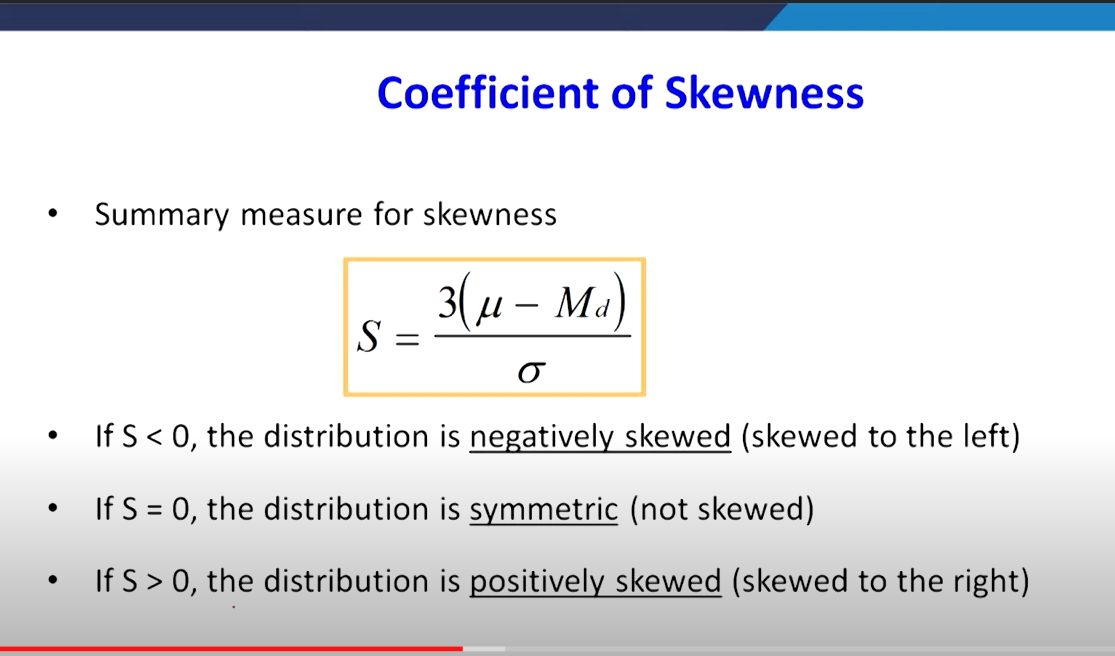 Coefficient of Skewness
• Summary measure for skewness
S = 3(μ − Md) / σ
• If S < 0, the distribution is negatively skewed (skewed to the left)
• If S = 0, the distribution is symmetric (not skewed)
• If S > 0, the distribution is positively skewed (skewed to the right)